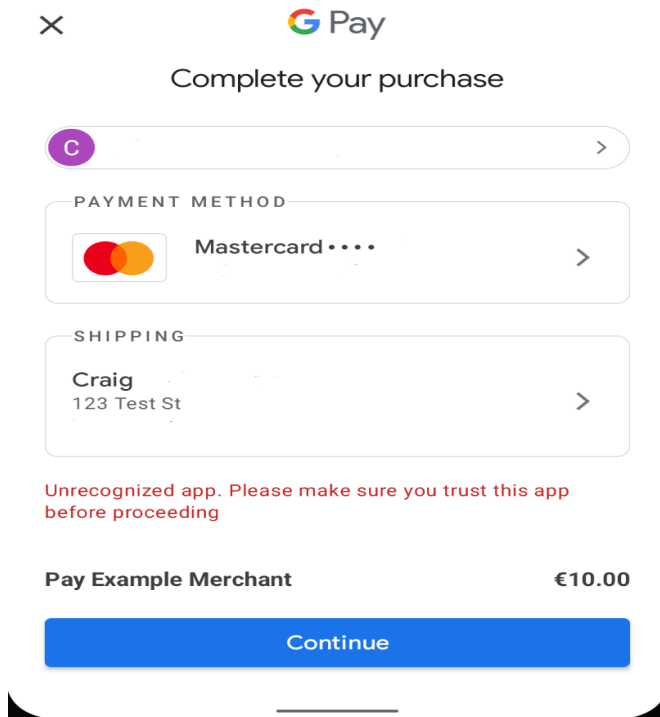 G Pay
Complete your purchase
C
PAYMENT METHOD
Mastercard ••••
SHIPPING
Craig
123 Test St
Unrecognized app. Please make sure you trust this app
before proceeding
Pay Example Merchant €10.00
Continue